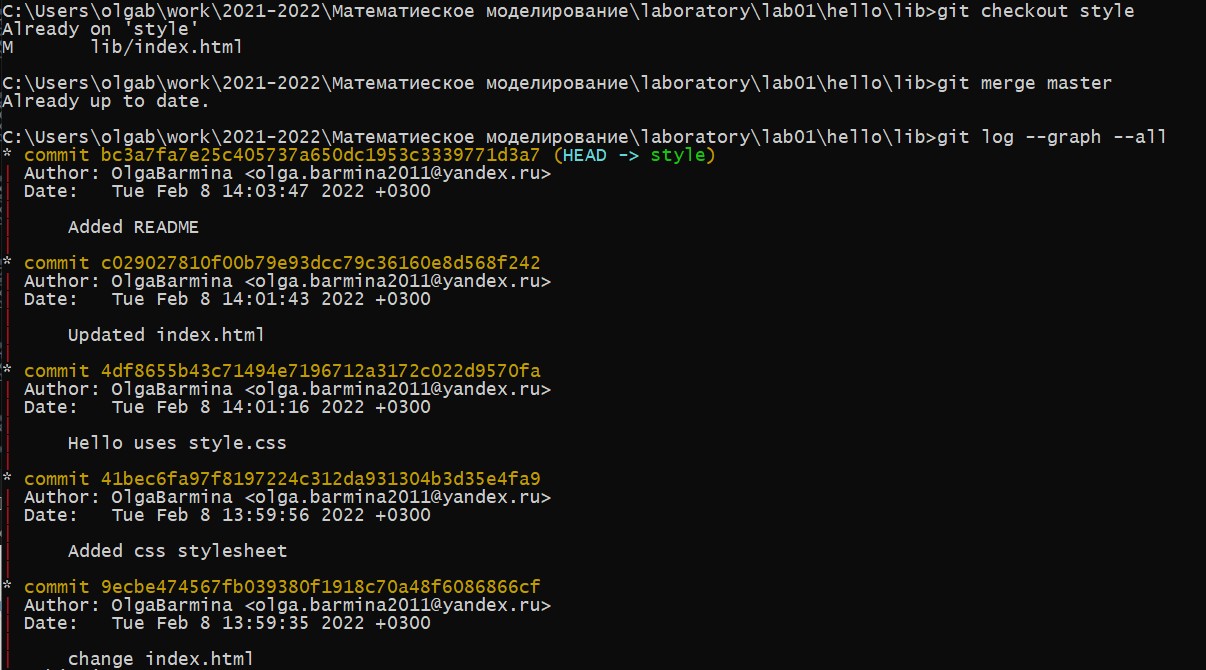 C:\Users\olgab\work\2021-2022\Математиеское моделирование\laboratory\lab01\hello\lib>git checkout style
Already on 'style'
M       lib/index.html
C:\Users\olgab\work\2021-2022\Математиеское моделирование\laboratory\lab01\hello\lib>git merge master
Already up to date.
C:\Users\olgab\work\2021-2022\Математиеское моделирование\laboratory\lab01\hello\lib>git log --graph --all
* commit bc3a7fa7e25c405737a650dc1953c3339771d3a7 (HEAD -> style)
| Author: OlgaBarmina <olga.barmina2011@yandex.ru>
| Date:   Tue Feb 8 14:03:47 2022 +0300
|
|     Added README
|
* commit c029027810f00b79e93dcc79c36160e8d568f242
| Author: OlgaBarmina <olga.barmina2011@yandex.ru>
| Date:   Tue Feb 8 14:01:43 2022 +0300
|
|     Updated index.html
|
* commit 4df8655b43c71494e7196712a3172c022d9570fa
| Author: OlgaBarmina <olga.barmina2011@yandex.ru>
| Date:   Tue Feb 8 14:01:16 2022 +0300
|
|     Hello uses style.css
|
* commit 41bec6fa97f8197224c312da931304b3d35e4fa9
| Author: OlgaBarmina <olga.barmina2011@yandex.ru>
| Date:   Tue Feb 8 13:59:56 2022 +0300
|
|     Added css stylesheet
|
* commit 9ecbe474567fb039380f1918c70a48f6086866cf
| Author: OlgaBarmina <olga.barmina2011@yandex.ru>
| Date:   Tue Feb 8 13:59:35 2022 +0300
|
|     change index.html